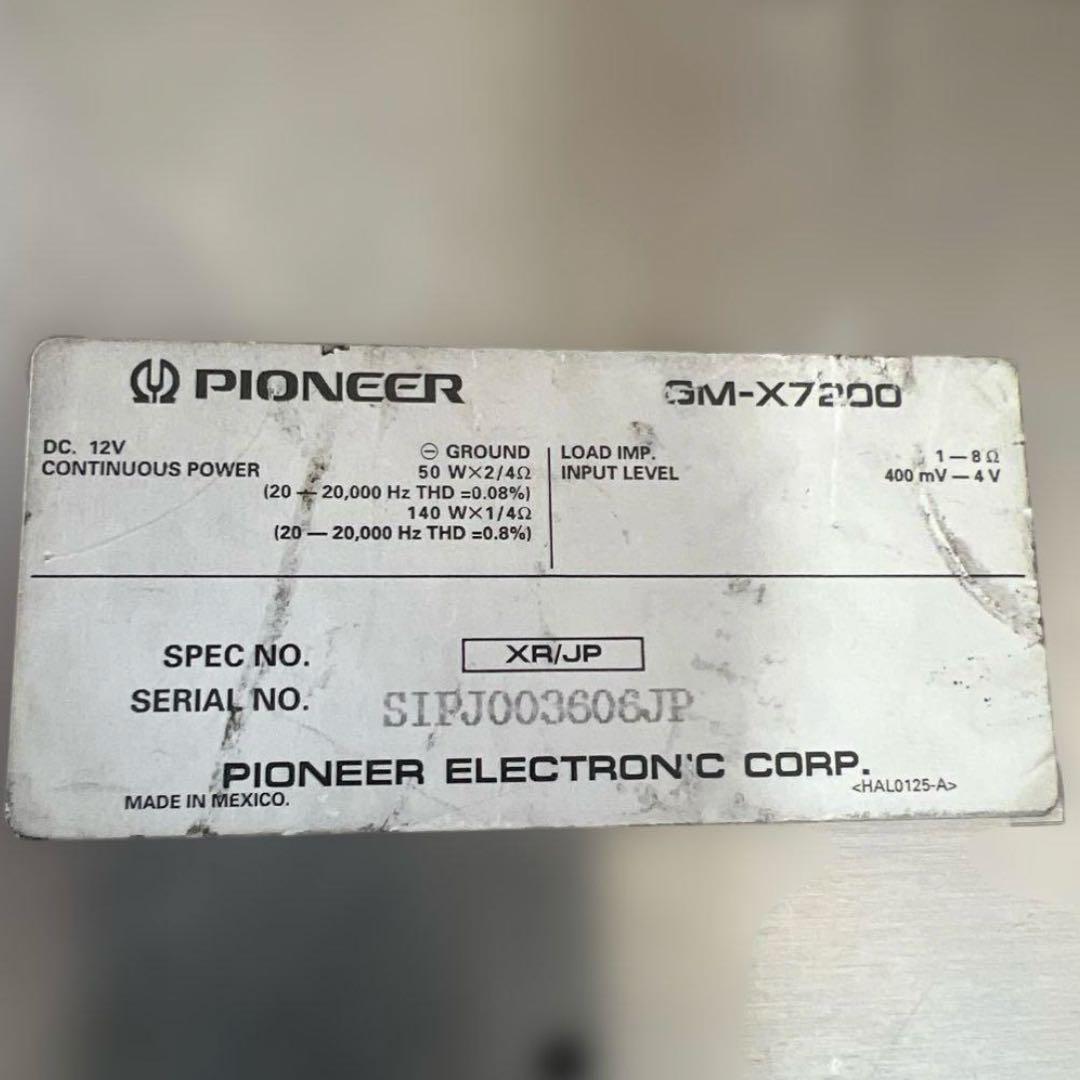 PIONEER GM-X7200
DC. 12V ⊖ GROUND
CONTINUOUS POWER 50 W×2/4Ω
(20 — 20,000 Hz THD =0.08%)
140 W×1/4Ω
(20 — 20,000 Hz THD =0.8%)
LOAD IMP. 1 — 8 Ω
INPUT LEVEL 400 mV — 4 V
SPEC NO. XR/JP
SERIAL NO. SIPJ003606JP
PIONEER ELECTRONIC CORP.
MADE IN MEXICO. <HAL0125-A>